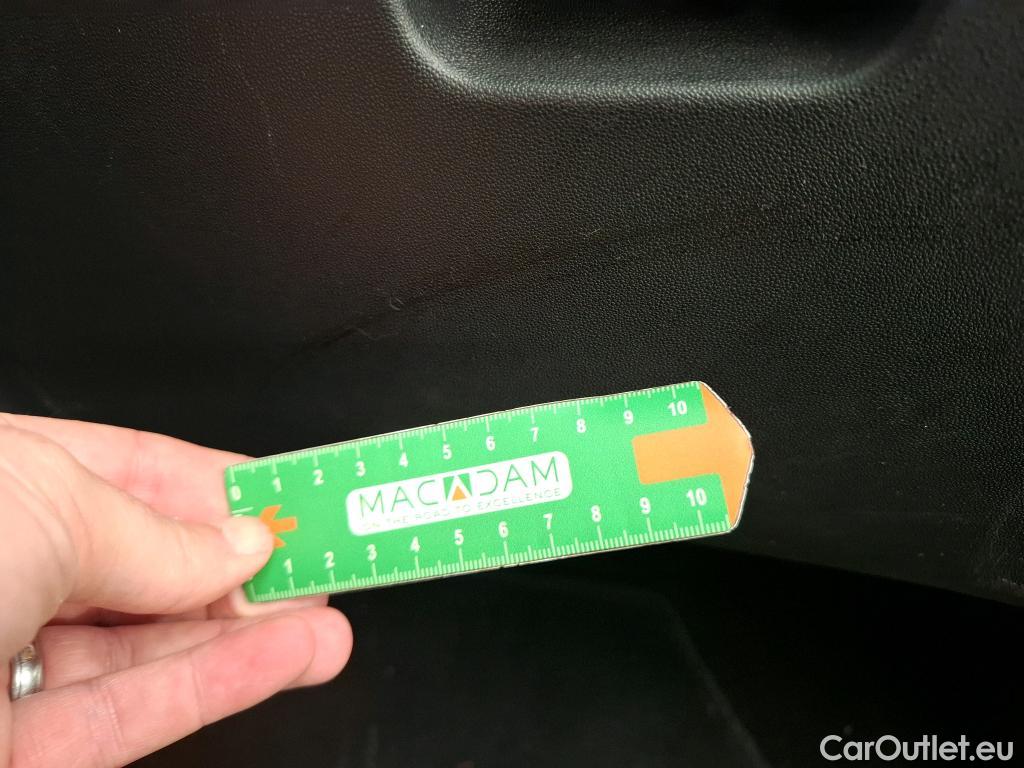 0 1 2 3 4 5 6 7 8 9 10
MACADAM
ON THE ROAD TO EXCELLENCE
1 2 3 4 5 6 7 8 9 10
CarOutlet.eu